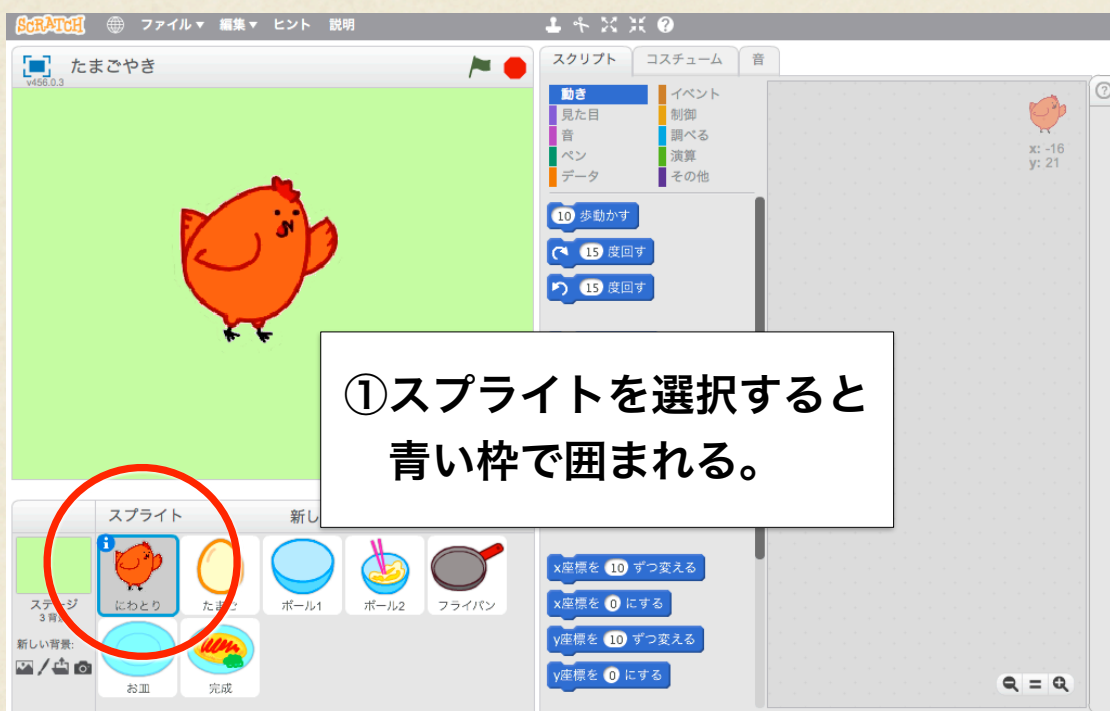 SCRATCH ファイル▼ 編集▼ ヒント 説明
たまごやき
v456.0.3
スクリプト コスチューム 音
動き イベント
見た目 制御
音 調べる
ペン 演算
データ その他
x: -16
y: 21
10 歩動かす
15 度回す
15 度回す
①スプライトを選択すると
青い枠で囲まれる。
スプライト 新し
にわとり たまご ボール1 ボール2 フライパン
ステージ
3 背
新しい背景:
お皿 完成
x座標を 10 ずつ変える
x座標を 0 にする
y座標を 10 ずつ変える
y座標を 0 にする